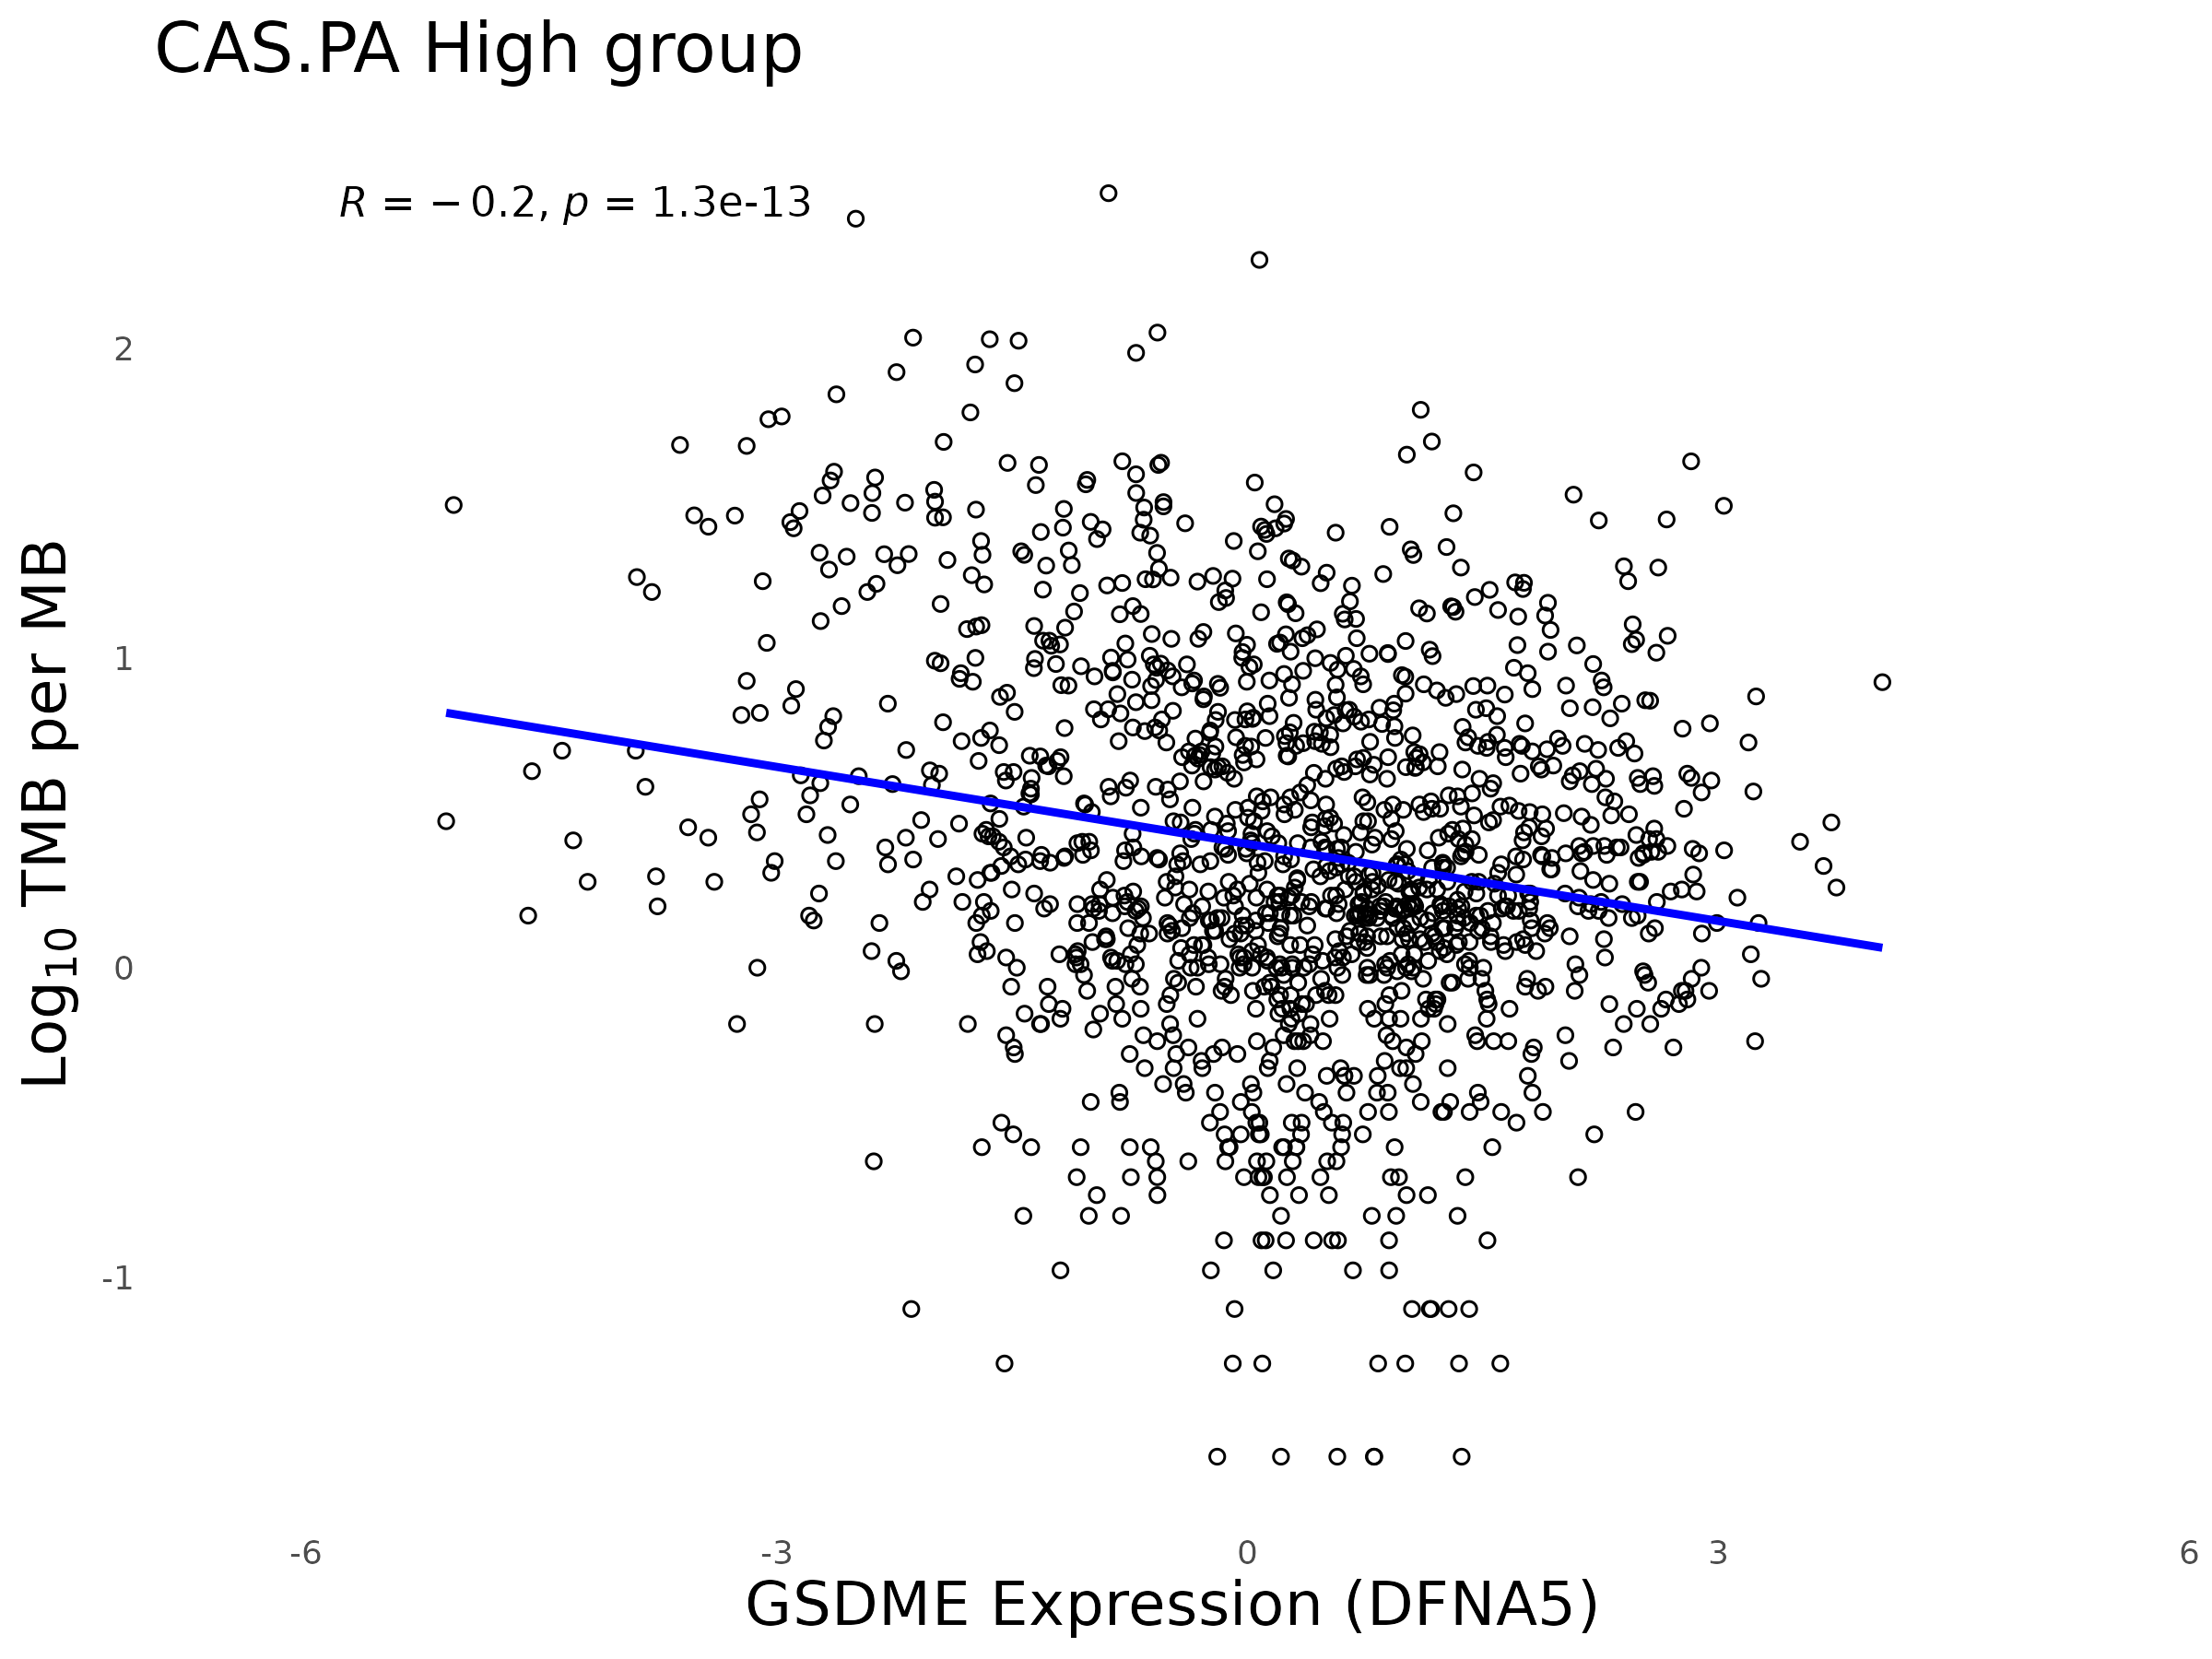 CAS.PA High group
R = −0.2, p = 1.3e-13
Log10 TMB per MB
2
1
0
-1
-6 -3 0 3 6
GSDME Expression (DFNA5)